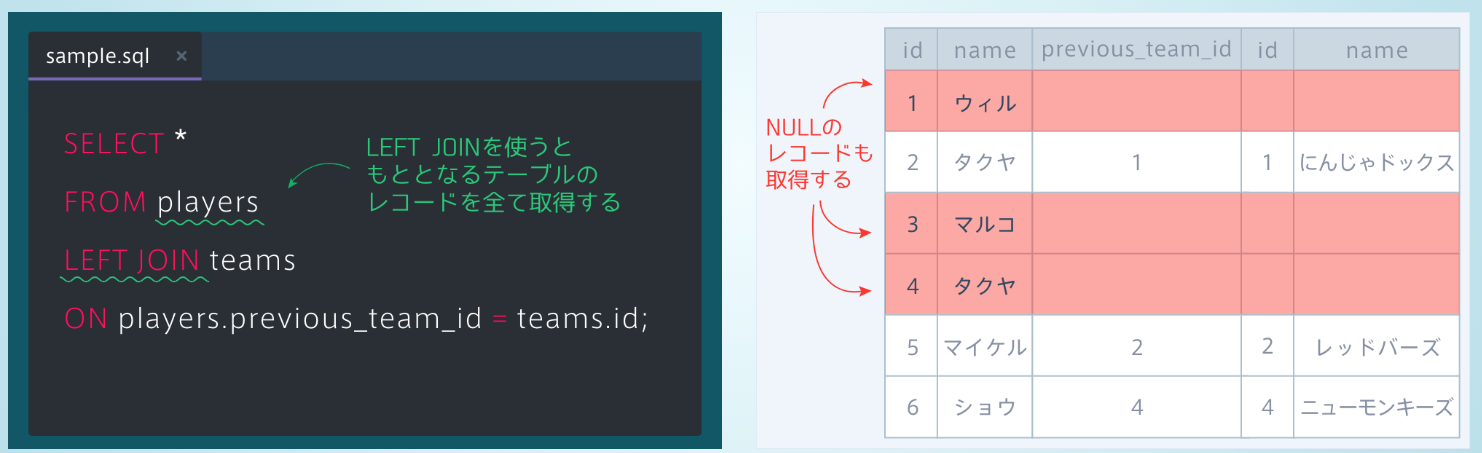 sample.sql ×
SELECT *
FROM players
LEFT JOIN teams
ON players.previous_team_id = teams.id;
LEFT JOINを使うと
もととなるテーブルの
レコードを全て取得する
NULLの
レコードも
取得する
id name previous_team_id id name
1 ウィル
2 タクヤ 1 1 にんじゃドックス
3 マルコ
4 タクヤ
5 マイケル 2 2 レッドバーズ
6 ショウ 4 4 ニューモンキーズ